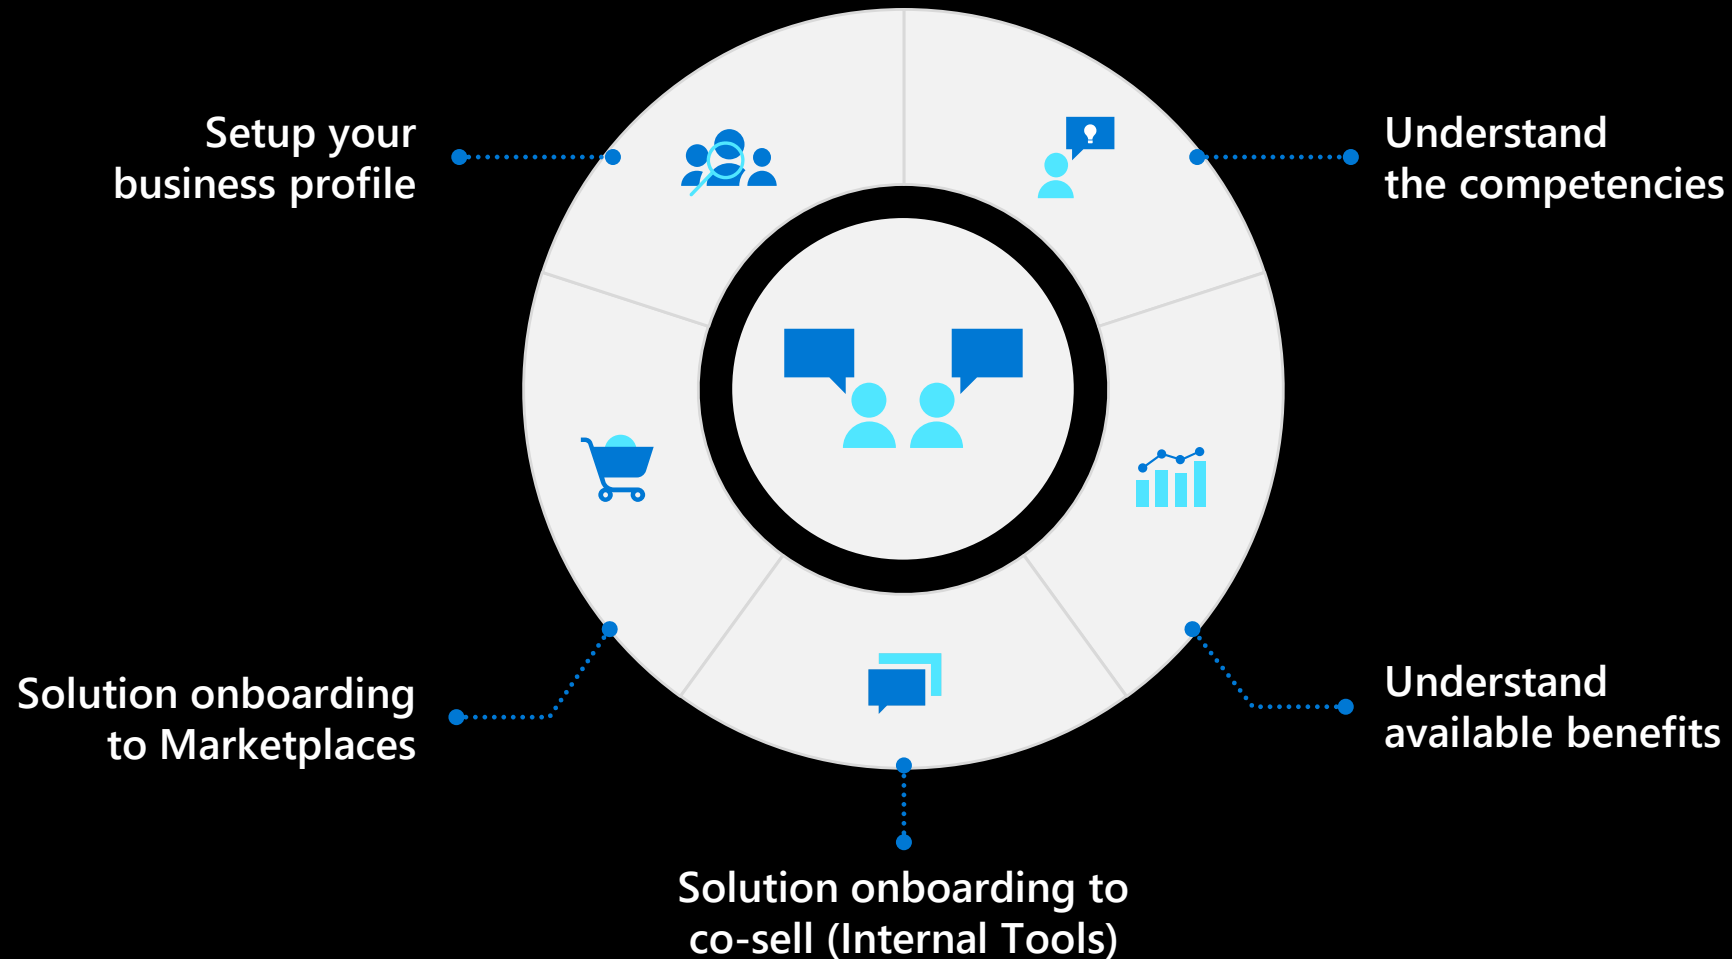 Setup your
business profile
Understand
the competencies
Solution onboarding
to Marketplaces
Understand
available benefits
Solution onboarding to
co-sell (Internal Tools)